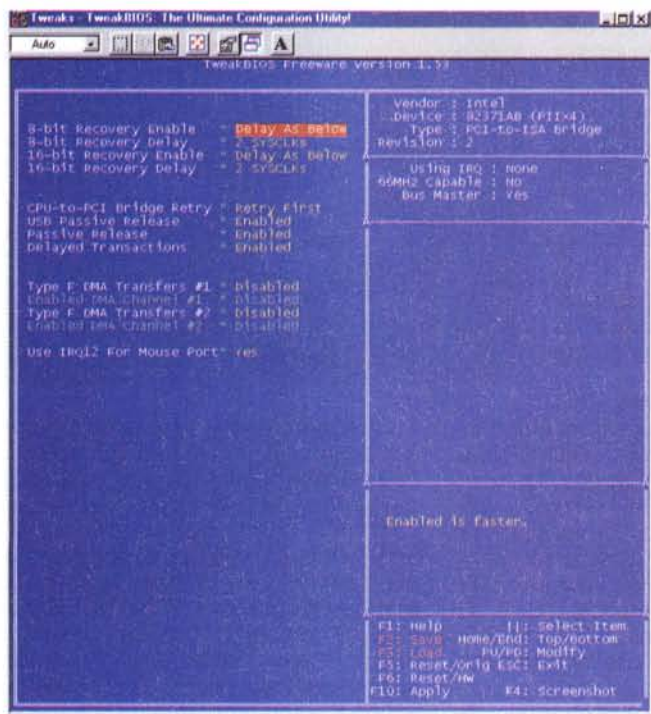 Tweaks - TweakBIOS: The Ultimate Configuration Utility!
Auto
A
TweakBIOS Freeware Version 1.53
8-bit Recovery Enable * Delay As Below
8-bit Recovery Delay * 2 SYSCLKs
16-bit Recovery Enable * Delay As Below
16-bit Recovery Delay * 2 SYSCLKs
CPU-to-PCI Bridge Retry * Retry First
USB Passive Release * Enabled
Passive Release * Enabled
Delayed Transactions * Enabled
Type F DMA Transfers #1 * Disabled
Enabled DMA Channel #1 * Disabled
Type F DMA Transfers #2 * Disabled
Enabled DMA Channel #2 * Disabled
Use IRQ12 For Mouse Port* Yes
Vendor : Intel
Device : 82371AB (PIIX4)
Type : PCI-to-ISA Bridge
Revision : 2
Using IRQ : None
66MHz Capable : No
Bus Master : Yes
Enabled is faster.
F1: Help ||: Select Item
F2: Save Home/End: Top/Bottom
F3: Load PU/PD: Modify
F5: Reset/Orig ESC: Exit
F6: Reset/HW
F10: Apply F4: Screenshot